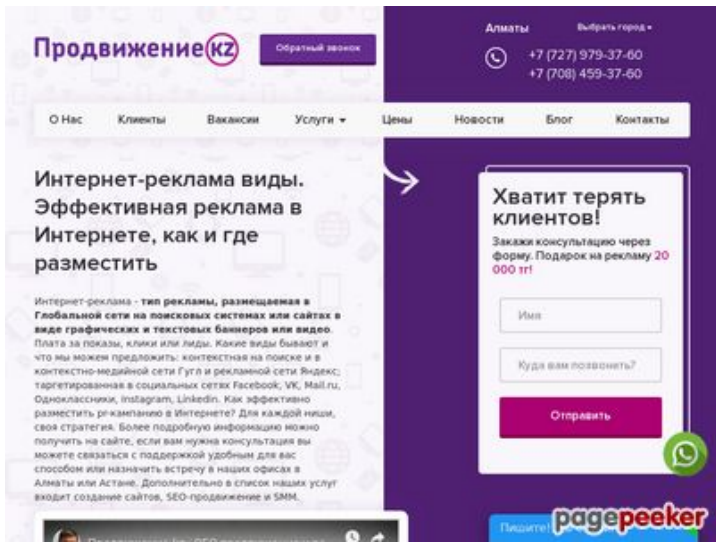 Продвижение kz
Обратный звонок
Алматы
Выбрать город
+7 (727) 979-37-60
+7 (708) 459-37-60
О Нас Клиенты Вакансии Услуги Цены Новости Блог Контакты
Интернет-реклама виды.
Эффективная реклама в
Интернете, как и где
разместить
Интернет-реклама - тип рекламы, размещаемая в
Глобальной сети на поисковых системах или сайтах в
виде графических и текстовых баннеров или видео.
Плата за показы, клики или лиды. Какие виды бывают и
что мы можем предложить: контекстная на поиске и в
контекстно-медийной сети Гугл и рекламной сети Яндекс;
таргетированная в социальных сетях Facebook, VK, Mail.ru,
Одноклассники, Instagram, Linkedin. Как эффективно
разместить pr-кампанию в Интернете? Для каждой ниши,
своя стратегия. Более подробную информацию можно
получить на сайте, если вам нужна консультация вы
можете связаться с поддержкой удобным для вас
способом или назначить встречу в наших офисах в
Алматы или Астане. Дополнительно в список наших услуг
входит создание сайтов, SEO-продвижение и SMM.
Хватит терять
клиентов!
Закажи консультацию через
форму. Подарок на рекламу 20
000 тг!
Имя
Куда вам позвонить?
Отправить
Пишите!
pagepeeker